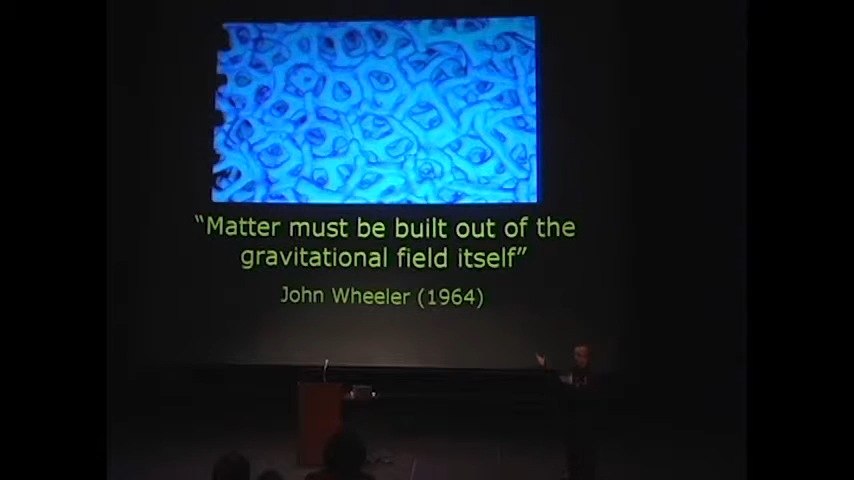 “Matter must be built out of the
gravitational field itself”
John Wheeler (1964)